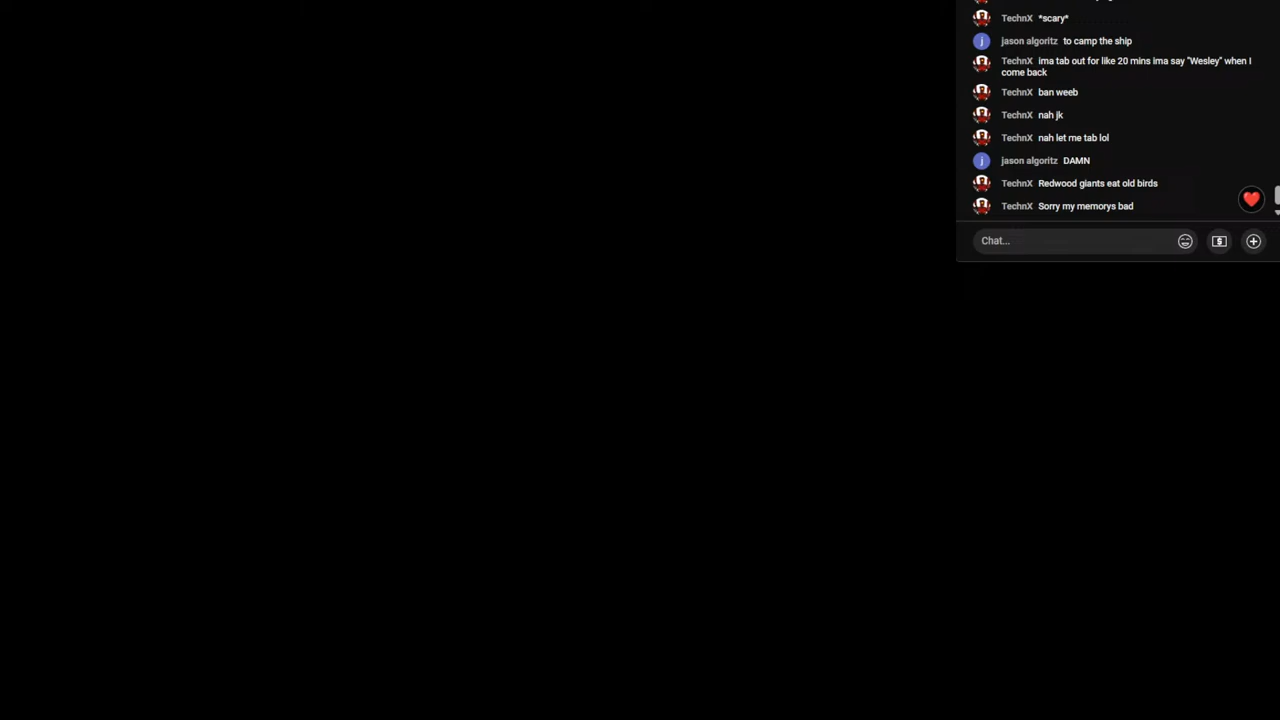 TechnX *scary*
jason algoritz to camp the ship
TechnX ima tab out for like 20 mins ima say "Wesley" when I
come back
TechnX ban weeb
TechnX nah jk
TechnX nah let me tab lol
jason algoritz DAMN
TechnX Redwood giants eat old birds
TechnX Sorry my memorys bad
Chat...